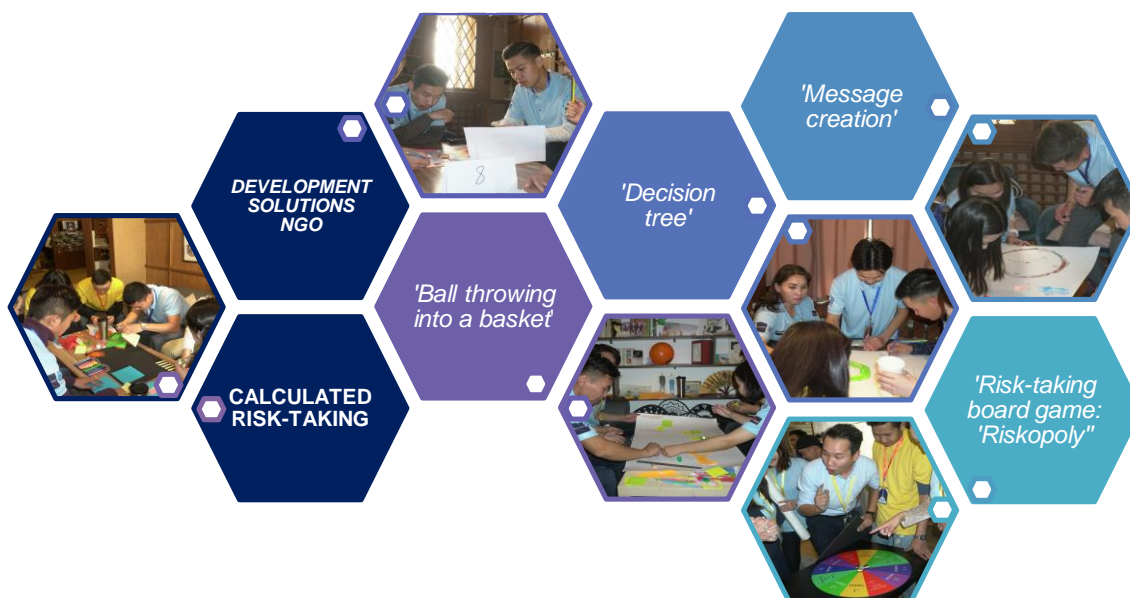 'Message
creation'
DEVELOPMENT
SOLUTIONS
NGO
8
'Decision
tree'
'Ball throwing
into a basket'
CALCULATED
RISK-TAKING
'Risk-taking
board game:
'Riskopoly"